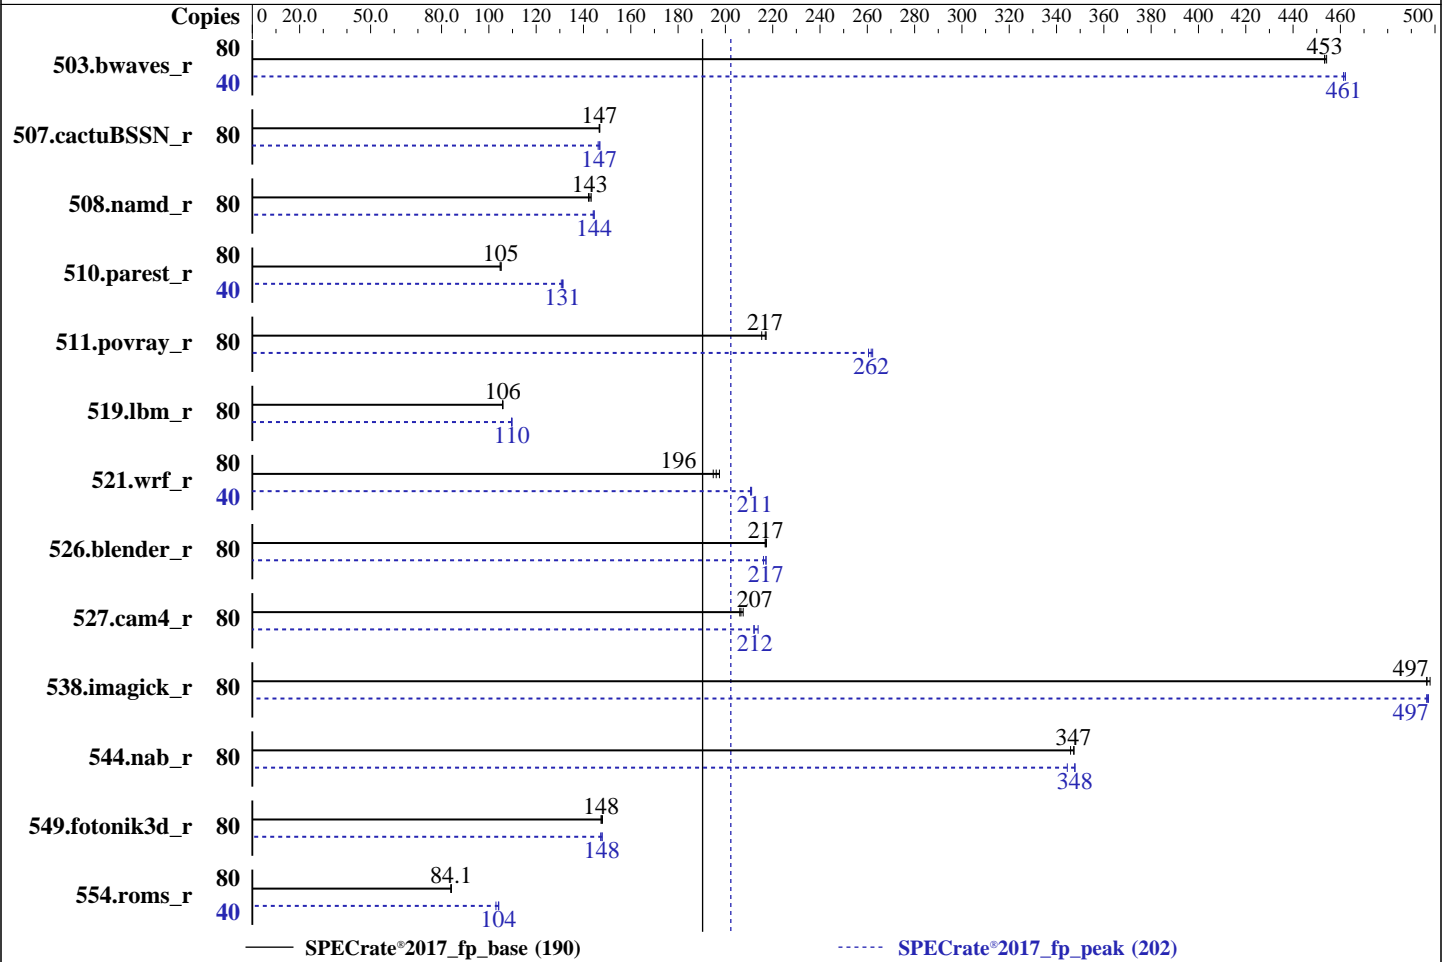 Copies 0 20.0 50.0 80.0 100 120 140 160 180 200 220 240 260 280 300 320 340 360 380 400 420 440 460 500
503.bwaves_r 80 453
40 461
507.cactuBSSN_r 80 147
147
508.namd_r 80 143
144
510.parest_r 80 105
40 131
511.povray_r 80 217
262
519.lbm_r 80 106
110
521.wrf_r 80 196
40 211
526.blender_r 80 217
217
527.cam4_r 80 207
212
538.imagick_r 80 497
497
544.nab_r 80 347
348
549.fotonik3d_r 80 148
148
554.roms_r 80 84.1
40 104
SPECrate®2017_fp_base (190) SPECrate®2017_fp_peak (202)